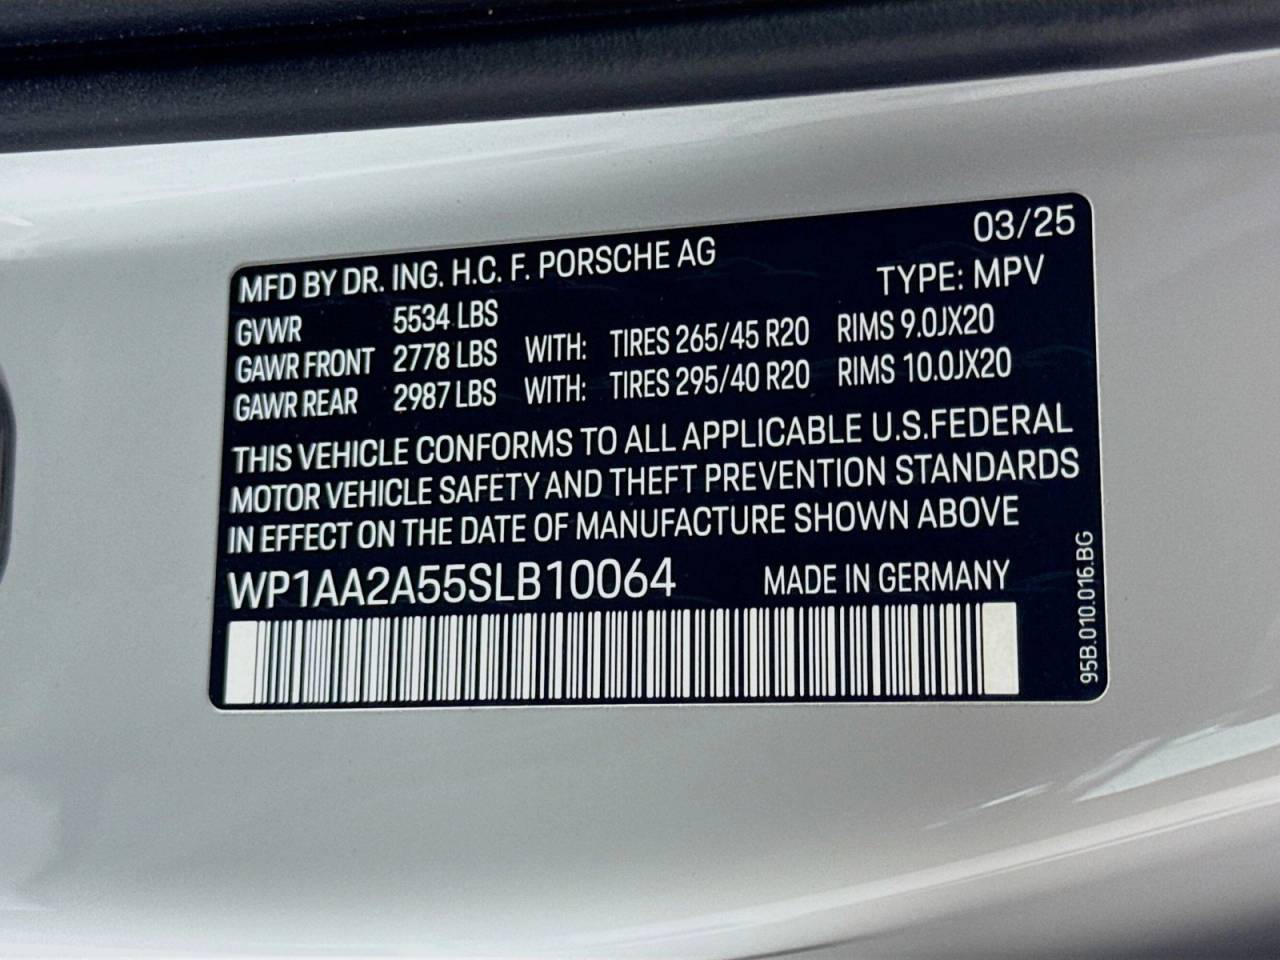 03/25
MFD BY DR. ING. H.C. F. PORSCHE AG
TYPE: MPV
GVWR 5534 LBS
GAWR FRONT 2778 LBS WITH: TIRES 265/45 R20 RIMS 9.0JX20
GAWR REAR 2987 LBS WITH: TIRES 295/40 R20 RIMS 10.0JX20
THIS VEHICLE CONFORMS TO ALL APPLICABLE U.S.FEDERAL
MOTOR VEHICLE SAFETY AND THEFT PREVENTION STANDARDS
IN EFFECT ON THE DATE OF MANUFACTURE SHOWN ABOVE
WP1AA2A55SLB10064 MADE IN GERMANY
95B.010.016.BG